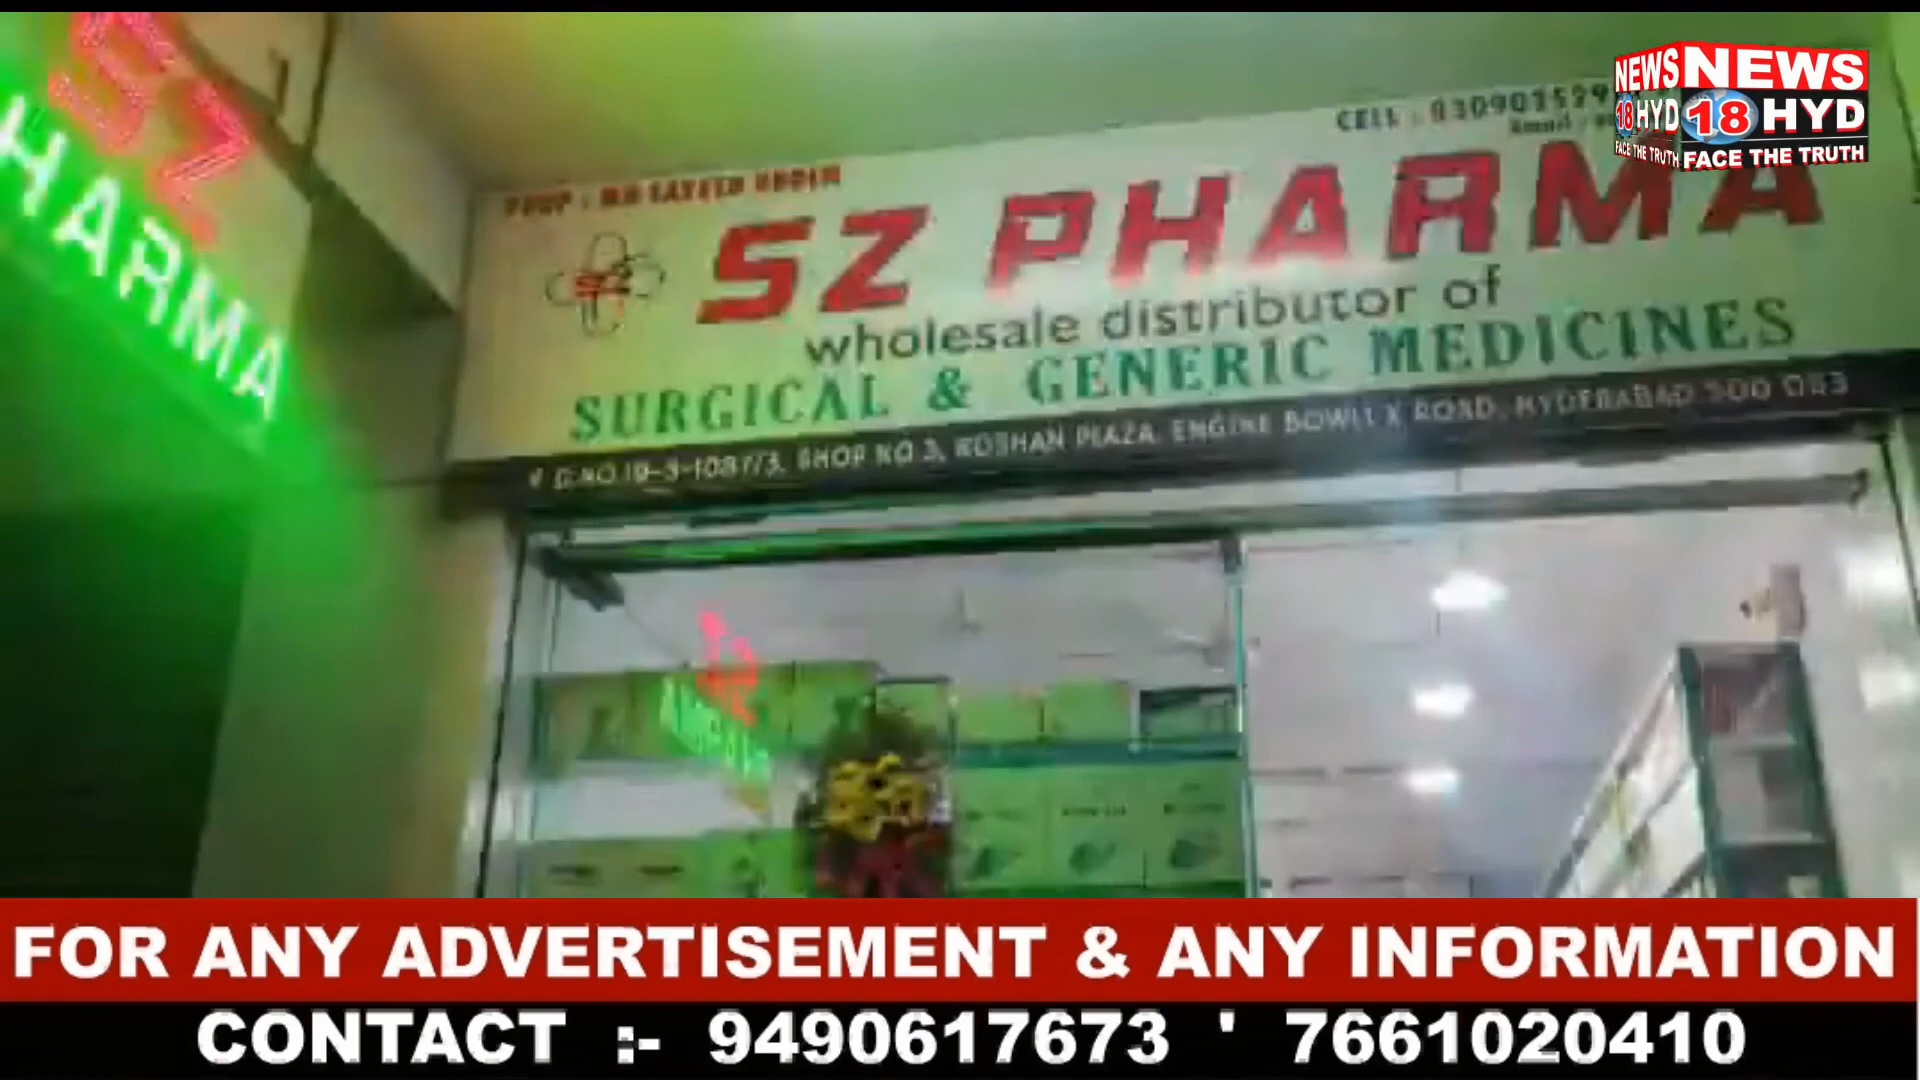 SZ
HARMA
NEWS NEWS
18 HYD 18 HYD
FACE THE TRUTH FACE THE TRUTH
CELL :
SZ PHARMA
wholesale distributor of
SURGICAL & GENERIC MEDICINES
SHOP NO 3, ROSHAN PLAZA, ENGINE BOWLI X ROAD, HYDERABAD
FOR ANY ADVERTISEMENT & ANY INFORMATION
CONTACT :- 9490617673 ' 7661020410